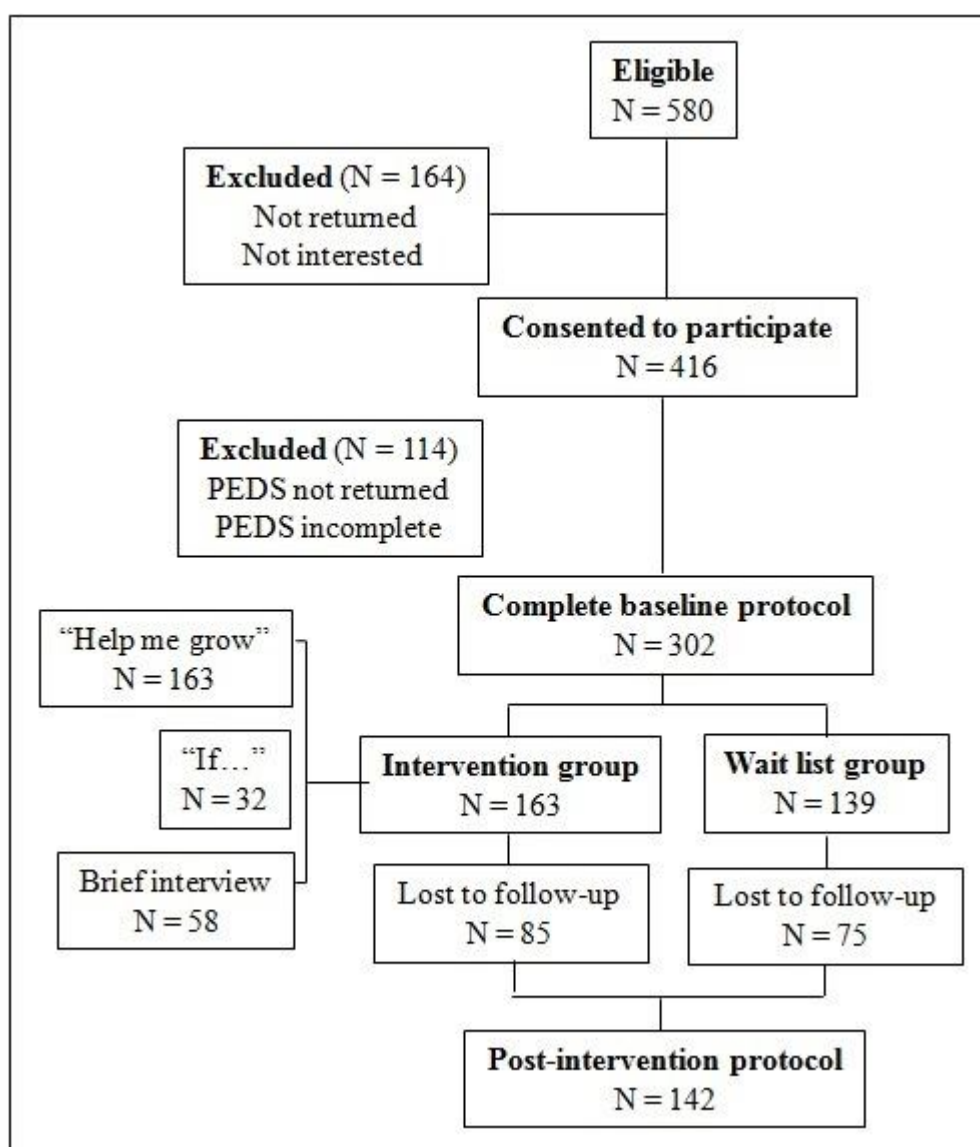 Eligible
N = 580
Excluded (N = 164)
Not returned
Not interested
Consented to participate
N = 416
Excluded (N = 114)
PEDS not returned
PEDS incomplete
Complete baseline protocol
N = 302
“Help me grow”
N = 163
“If…”
N = 32
Brief interview
N = 58
Intervention group
N = 163
Wait list group
N = 139
Lost to follow-up
N = 85
Lost to follow-up
N = 75
Post-intervention protocol
N = 142